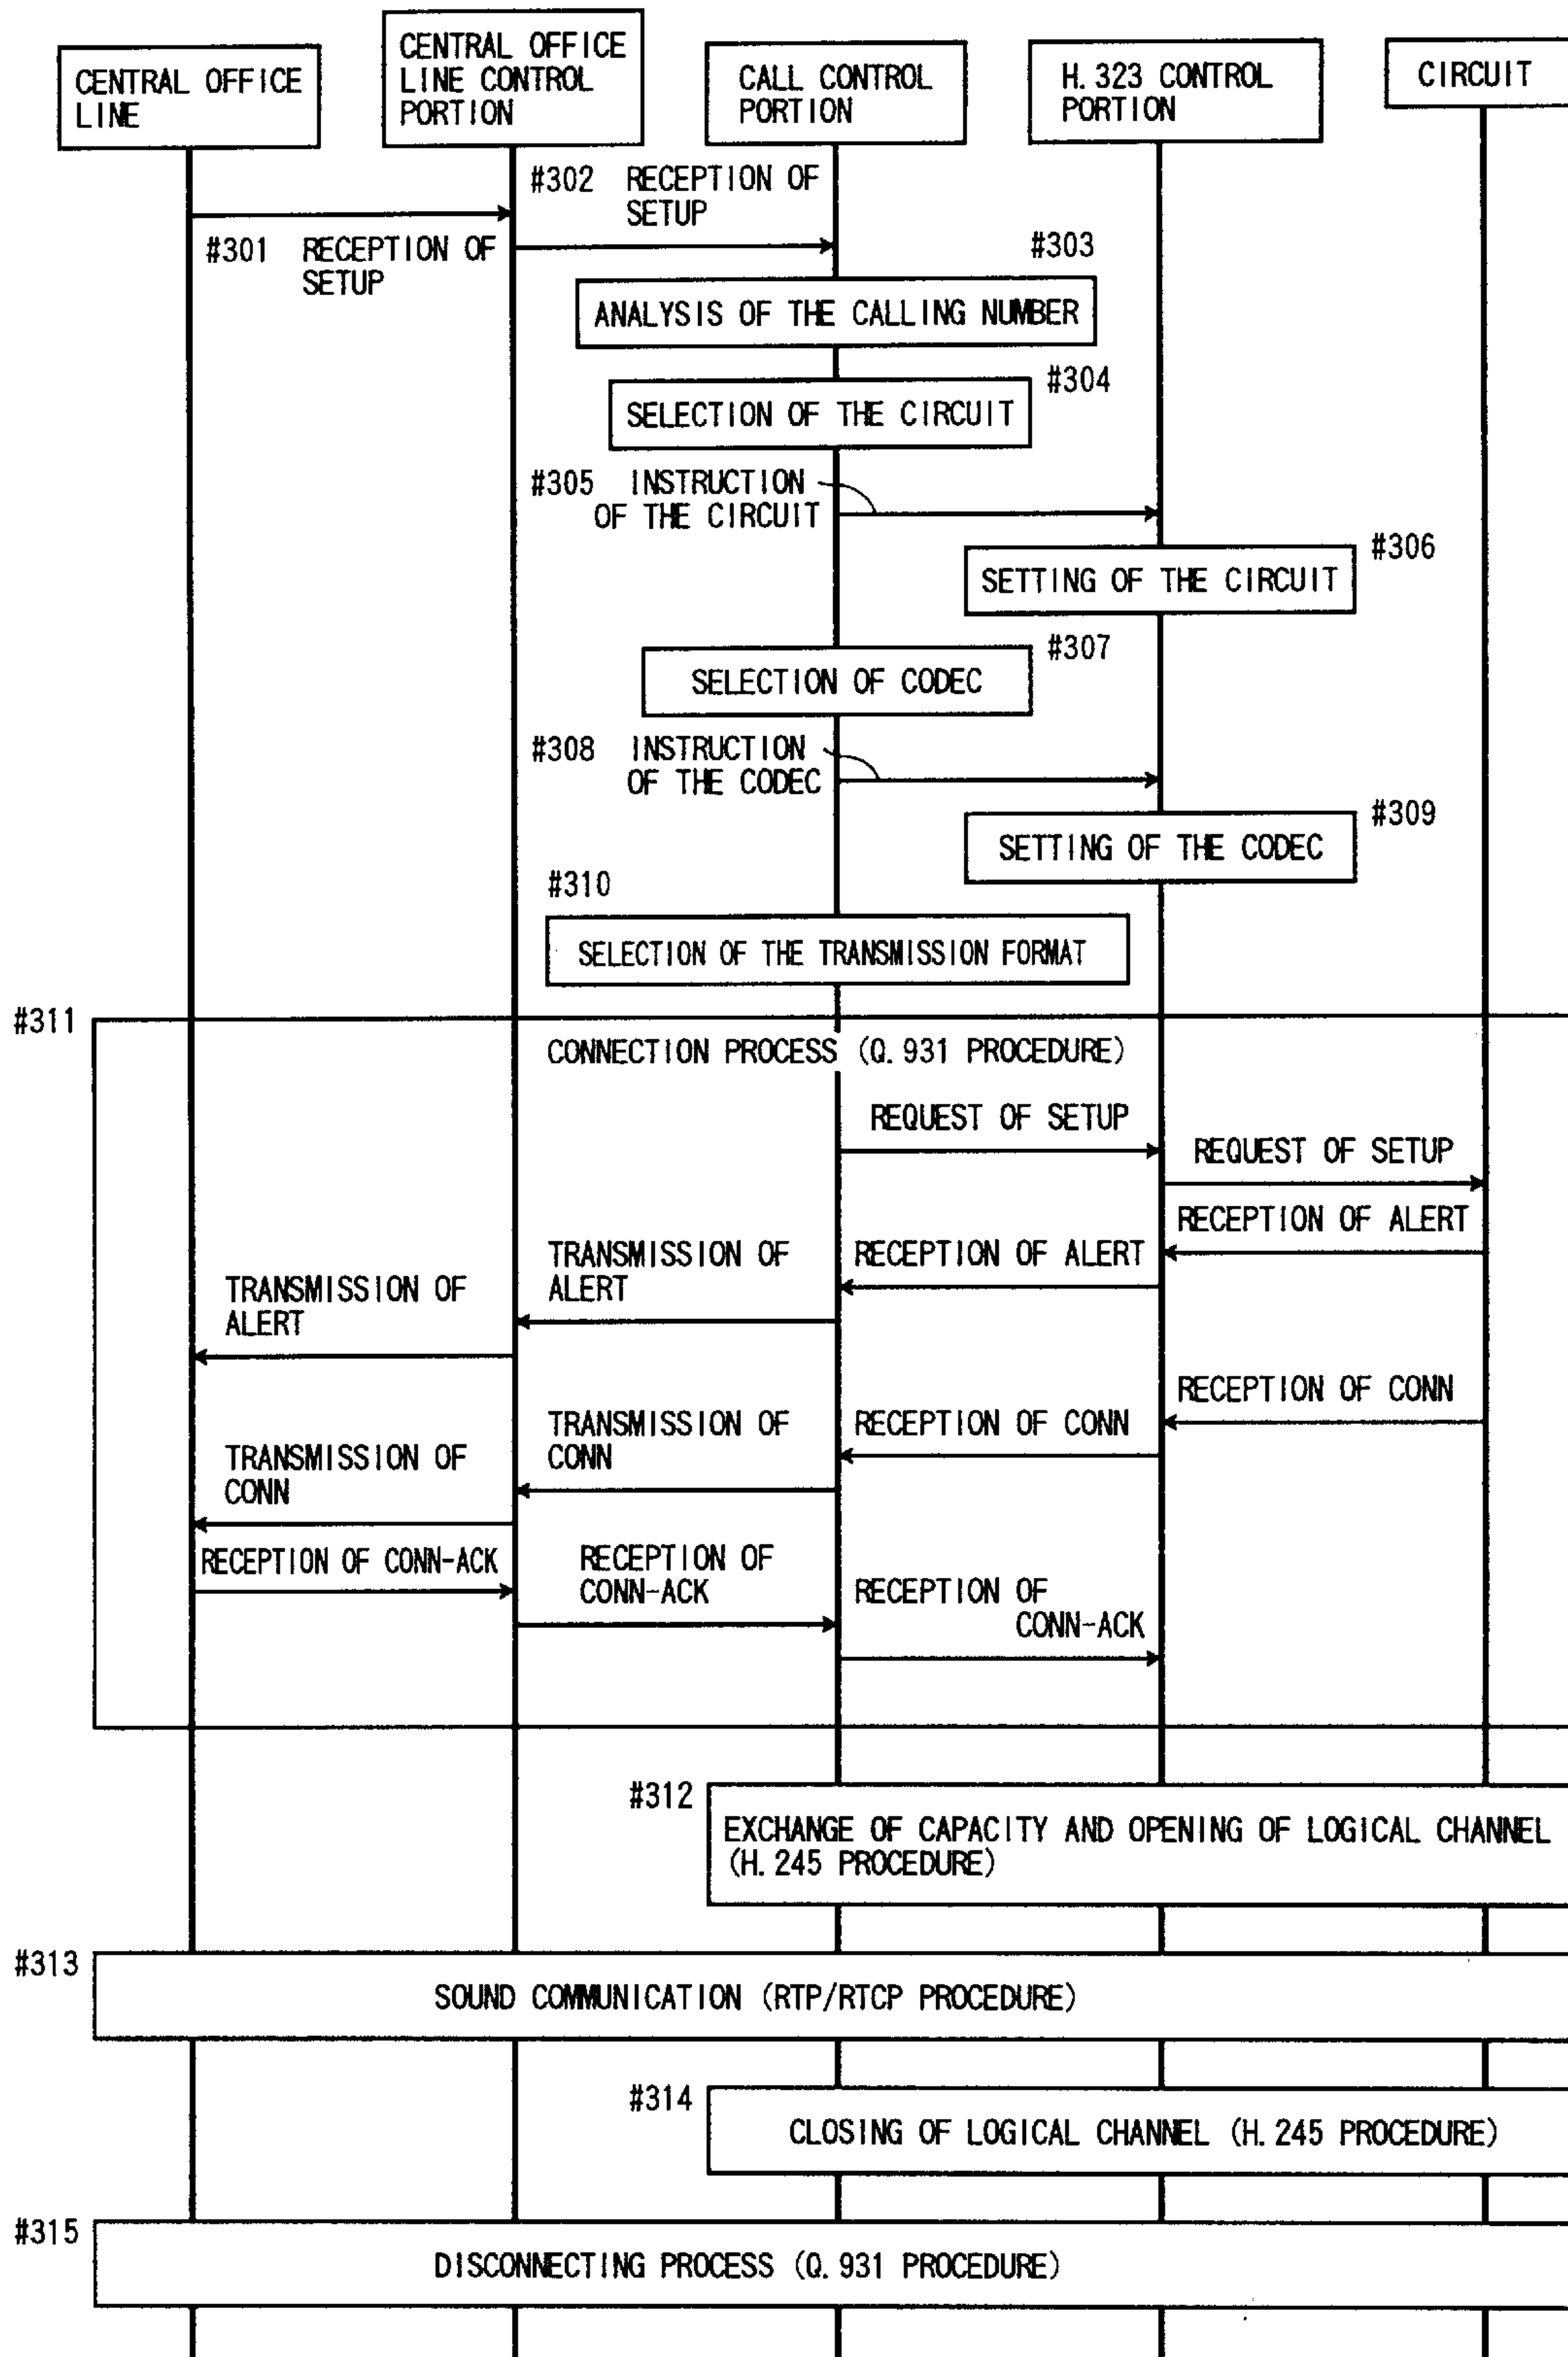 CENTRAL OFFICE
LINE
CENTRAL OFFICE
LINE CONTROL
PORTION
CALL CONTROL
PORTION
H.323 CONTROL
PORTION
CIRCUIT
#302 RECEPTION OF
SETUP
#301 RECEPTION OF
SETUP
#303
ANALYSIS OF THE CALLING NUMBER
#304
SELECTION OF THE CIRCUIT
#305 INSTRUCTION
OF THE CIRCUIT
#306
SETTING OF THE CIRCUIT
#307
SELECTION OF CODEC
#308 INSTRUCTION
OF THE CODEC
#309
SETTING OF THE CODEC
#310
SELECTION OF THE TRANSMISSION FORMAT
#311
CONNECTION PROCESS (Q.931 PROCEDURE)
REQUEST OF SETUP
REQUEST OF SETUP
RECEPTION OF ALERT
RECEPTION OF ALERT
TRANSMISSION OF
ALERT
TRANSMISSION OF
ALERT
RECEPTION OF CONN
RECEPTION OF CONN
TRANSMISSION OF
CONN
TRANSMISSION OF
CONN
RECEPTION OF CONN-ACK
RECEPTION OF
CONN-ACK
RECEPTION OF
CONN-ACK
#312
EXCHANGE OF CAPACITY AND OPENING OF LOGICAL CHANNEL
(H.245 PROCEDURE)
#313
SOUND COMMUNICATION (RTP/RTCP PROCEDURE)
#314
CLOSING OF LOGICAL CHANNEL (H.245 PROCEDURE)
#315
DISCONNECTING PROCESS (Q.931 PROCEDURE)